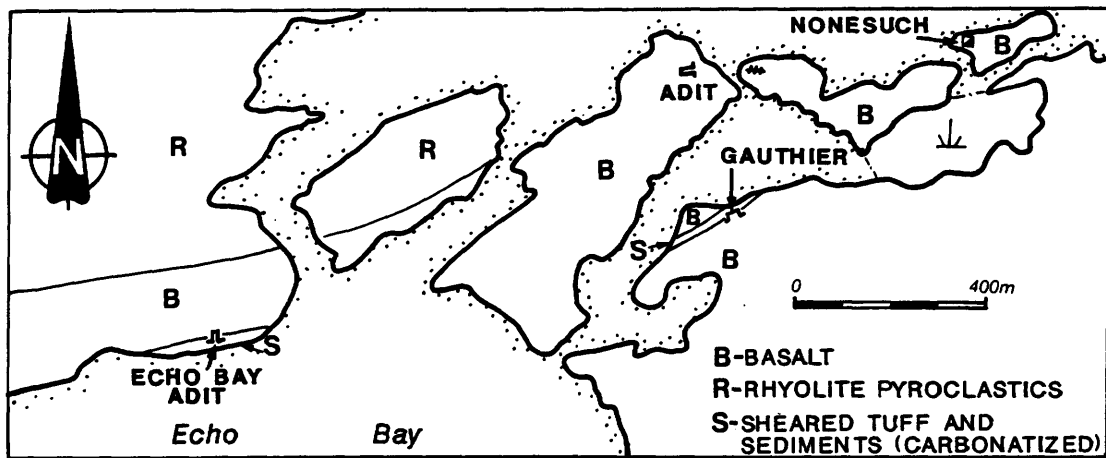 NONESUCH
B
N
R
R
ADIT
B
B
GAUTHIER
B
S
B
0 400m
B
S
ECHO BAY
ADIT
Echo Bay
B-BASALT
R-RHYOLITE PYROCLASTICS
S-SHEARED TUFF AND
SEDIMENTS (CARBONATIZED)